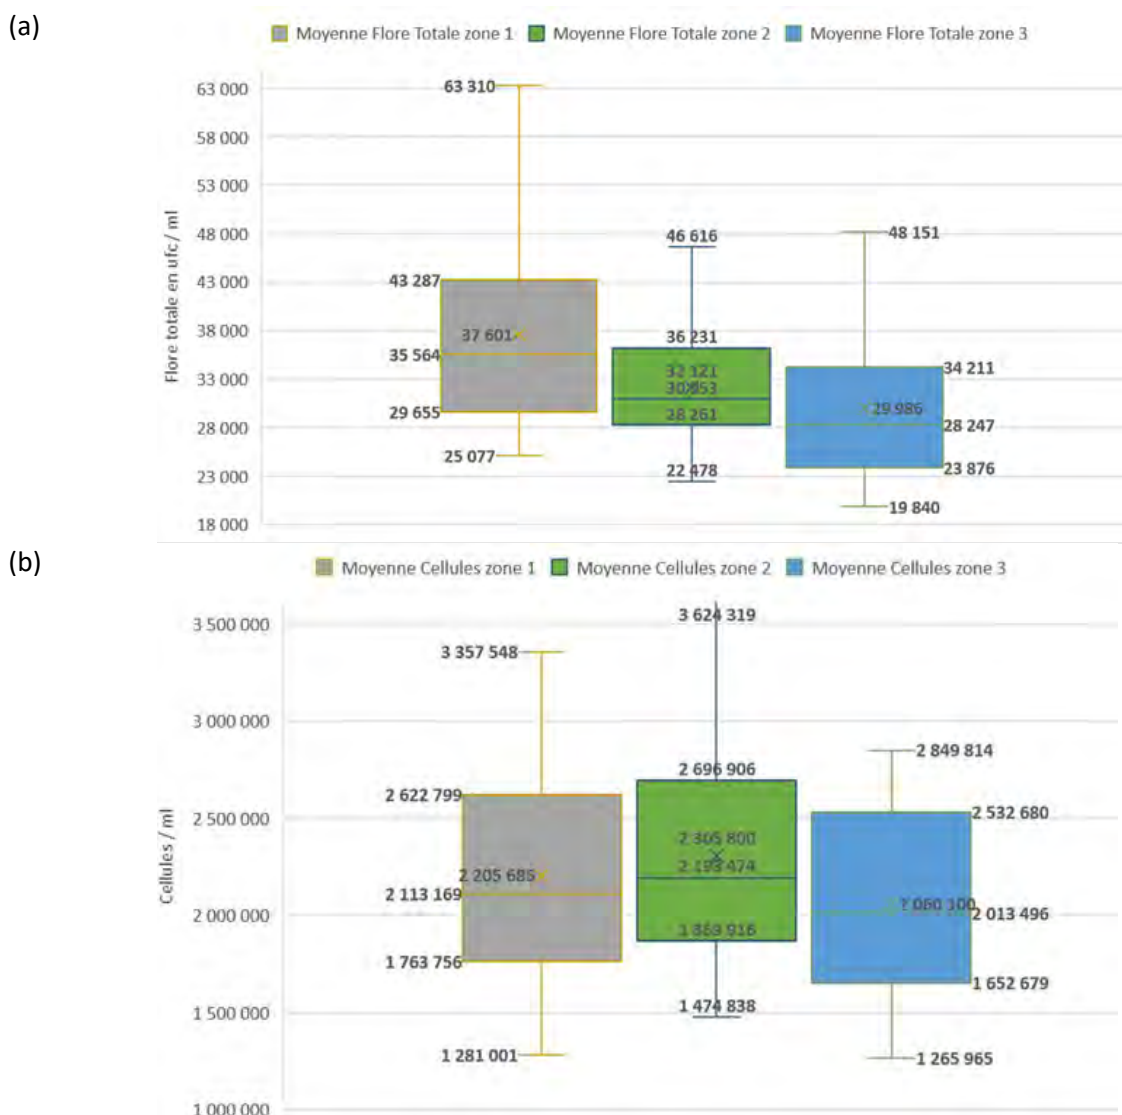 (a)
Moyenne Flore Totale zone 1 Moyenne Flore Totale zone 2 Moyenne Flore Totale zone 3
Flore totale en ufc / ml
63 000
58 000
53 000
48 000
43 000
38 000
33 000
28 000
23 000
18 000
63 310
43 287
37 601
35 564
29 655
25 077
46 616
36 231
32 121
28 261
22 478
48 151
34 211
29 986
28 247
23 876
19 840
(b)
Moyenne Cellules zone 1 Moyenne Cellules zone 2 Moyenne Cellules zone 3
Cellules / ml
3 500 000
3 000 000
2 500 000
2 000 000
1 500 000
1 000 000
3 357 548
2 622 799
2 205 685
2 113 169
1 763 756
1 281 001
3 624 319
2 696 906
2 305 800
2 193 474
1 474 838
2 849 814
2 532 680
2 013 496
1 652 679
1 265 965